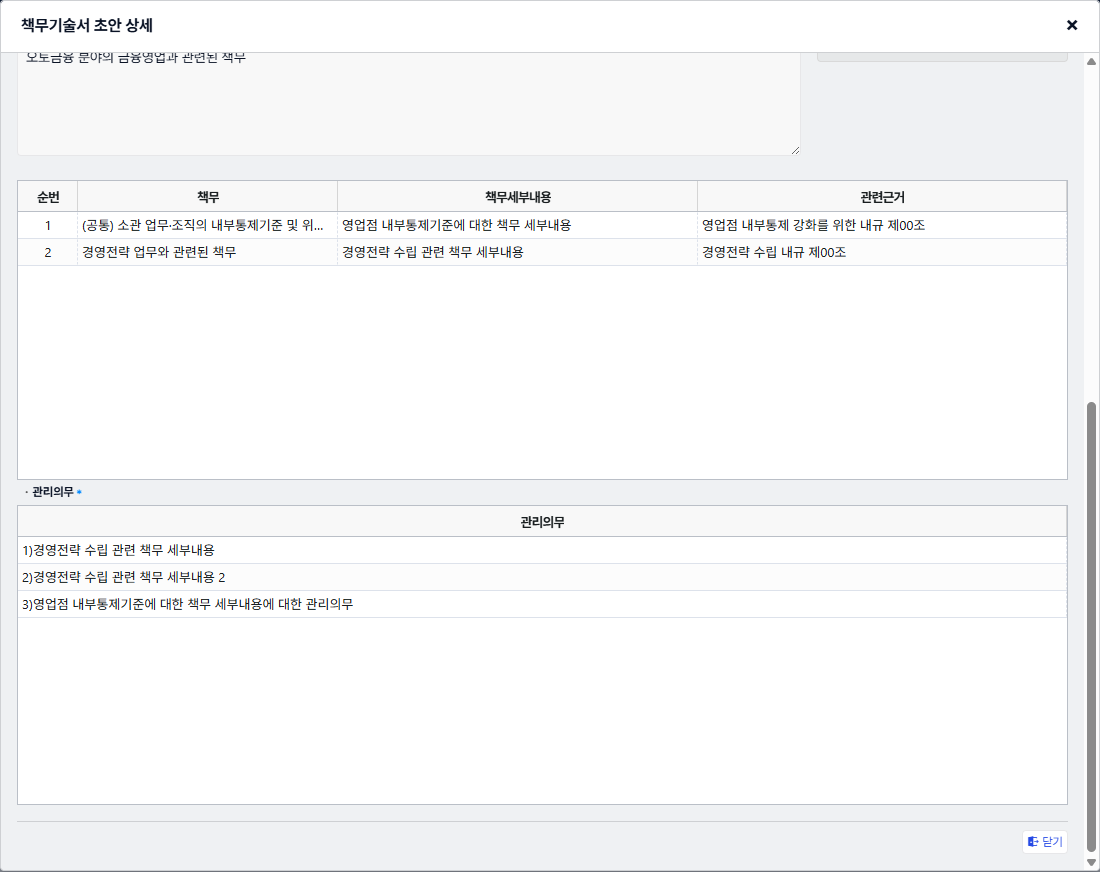 책무기술서 초안 상세
오토금융 분야의 금융영업과 관련된 책무
순번 책무 책무세부내용 관련근거
1 (공통) 소관 업무·조직의 내부통제기준 및 위... 영업점 내부통제기준에 대한 책무 세부내용 영업점 내부통제 강화를 위한 내규 제00조
2 경영전략 업무와 관련된 책무 경영전략 수립 관련 책무 세부내용 경영전략 수립 내규 제00조
· 관리의무 *
관리의무
1)경영전략 수립 관련 책무 세부내용
2)경영전략 수립 관련 책무 세부내용 2
3)영업점 내부통제기준에 대한 책무 세부내용에 대한 관리의무
닫기